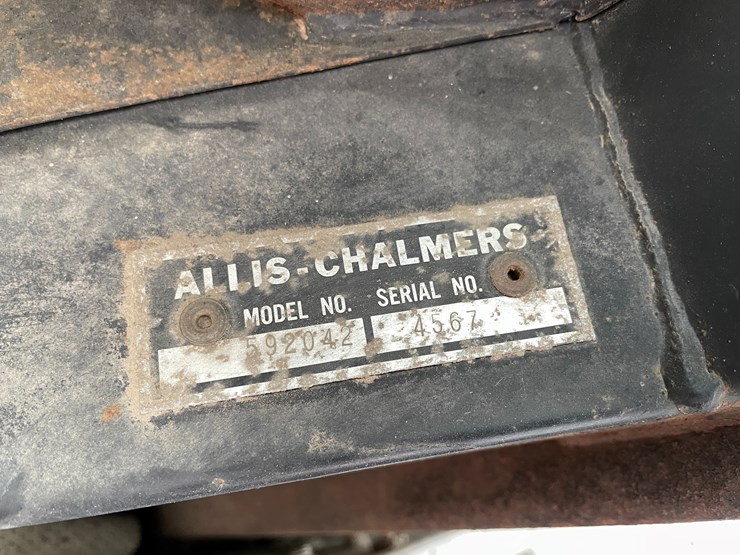 ALLIS-CHALMERS
MODEL NO. SERIAL NO.
592042 4567